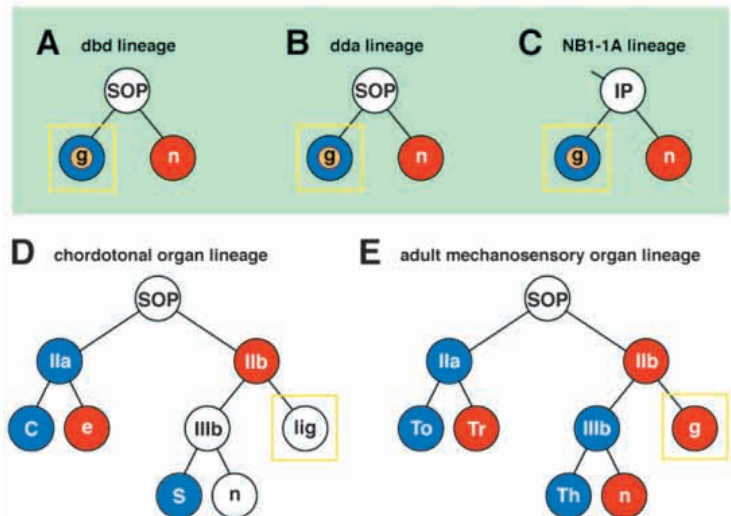 A dbd lineage B dda lineage C NB1-1A lineage
SOP SOP IP
g n g n g n
D chordotonal organ lineage E adult mechanosensory organ lineage
SOP SOP
IIa IIb IIa IIb
C e IIIb lig To Tr IIIb g
S n Th n